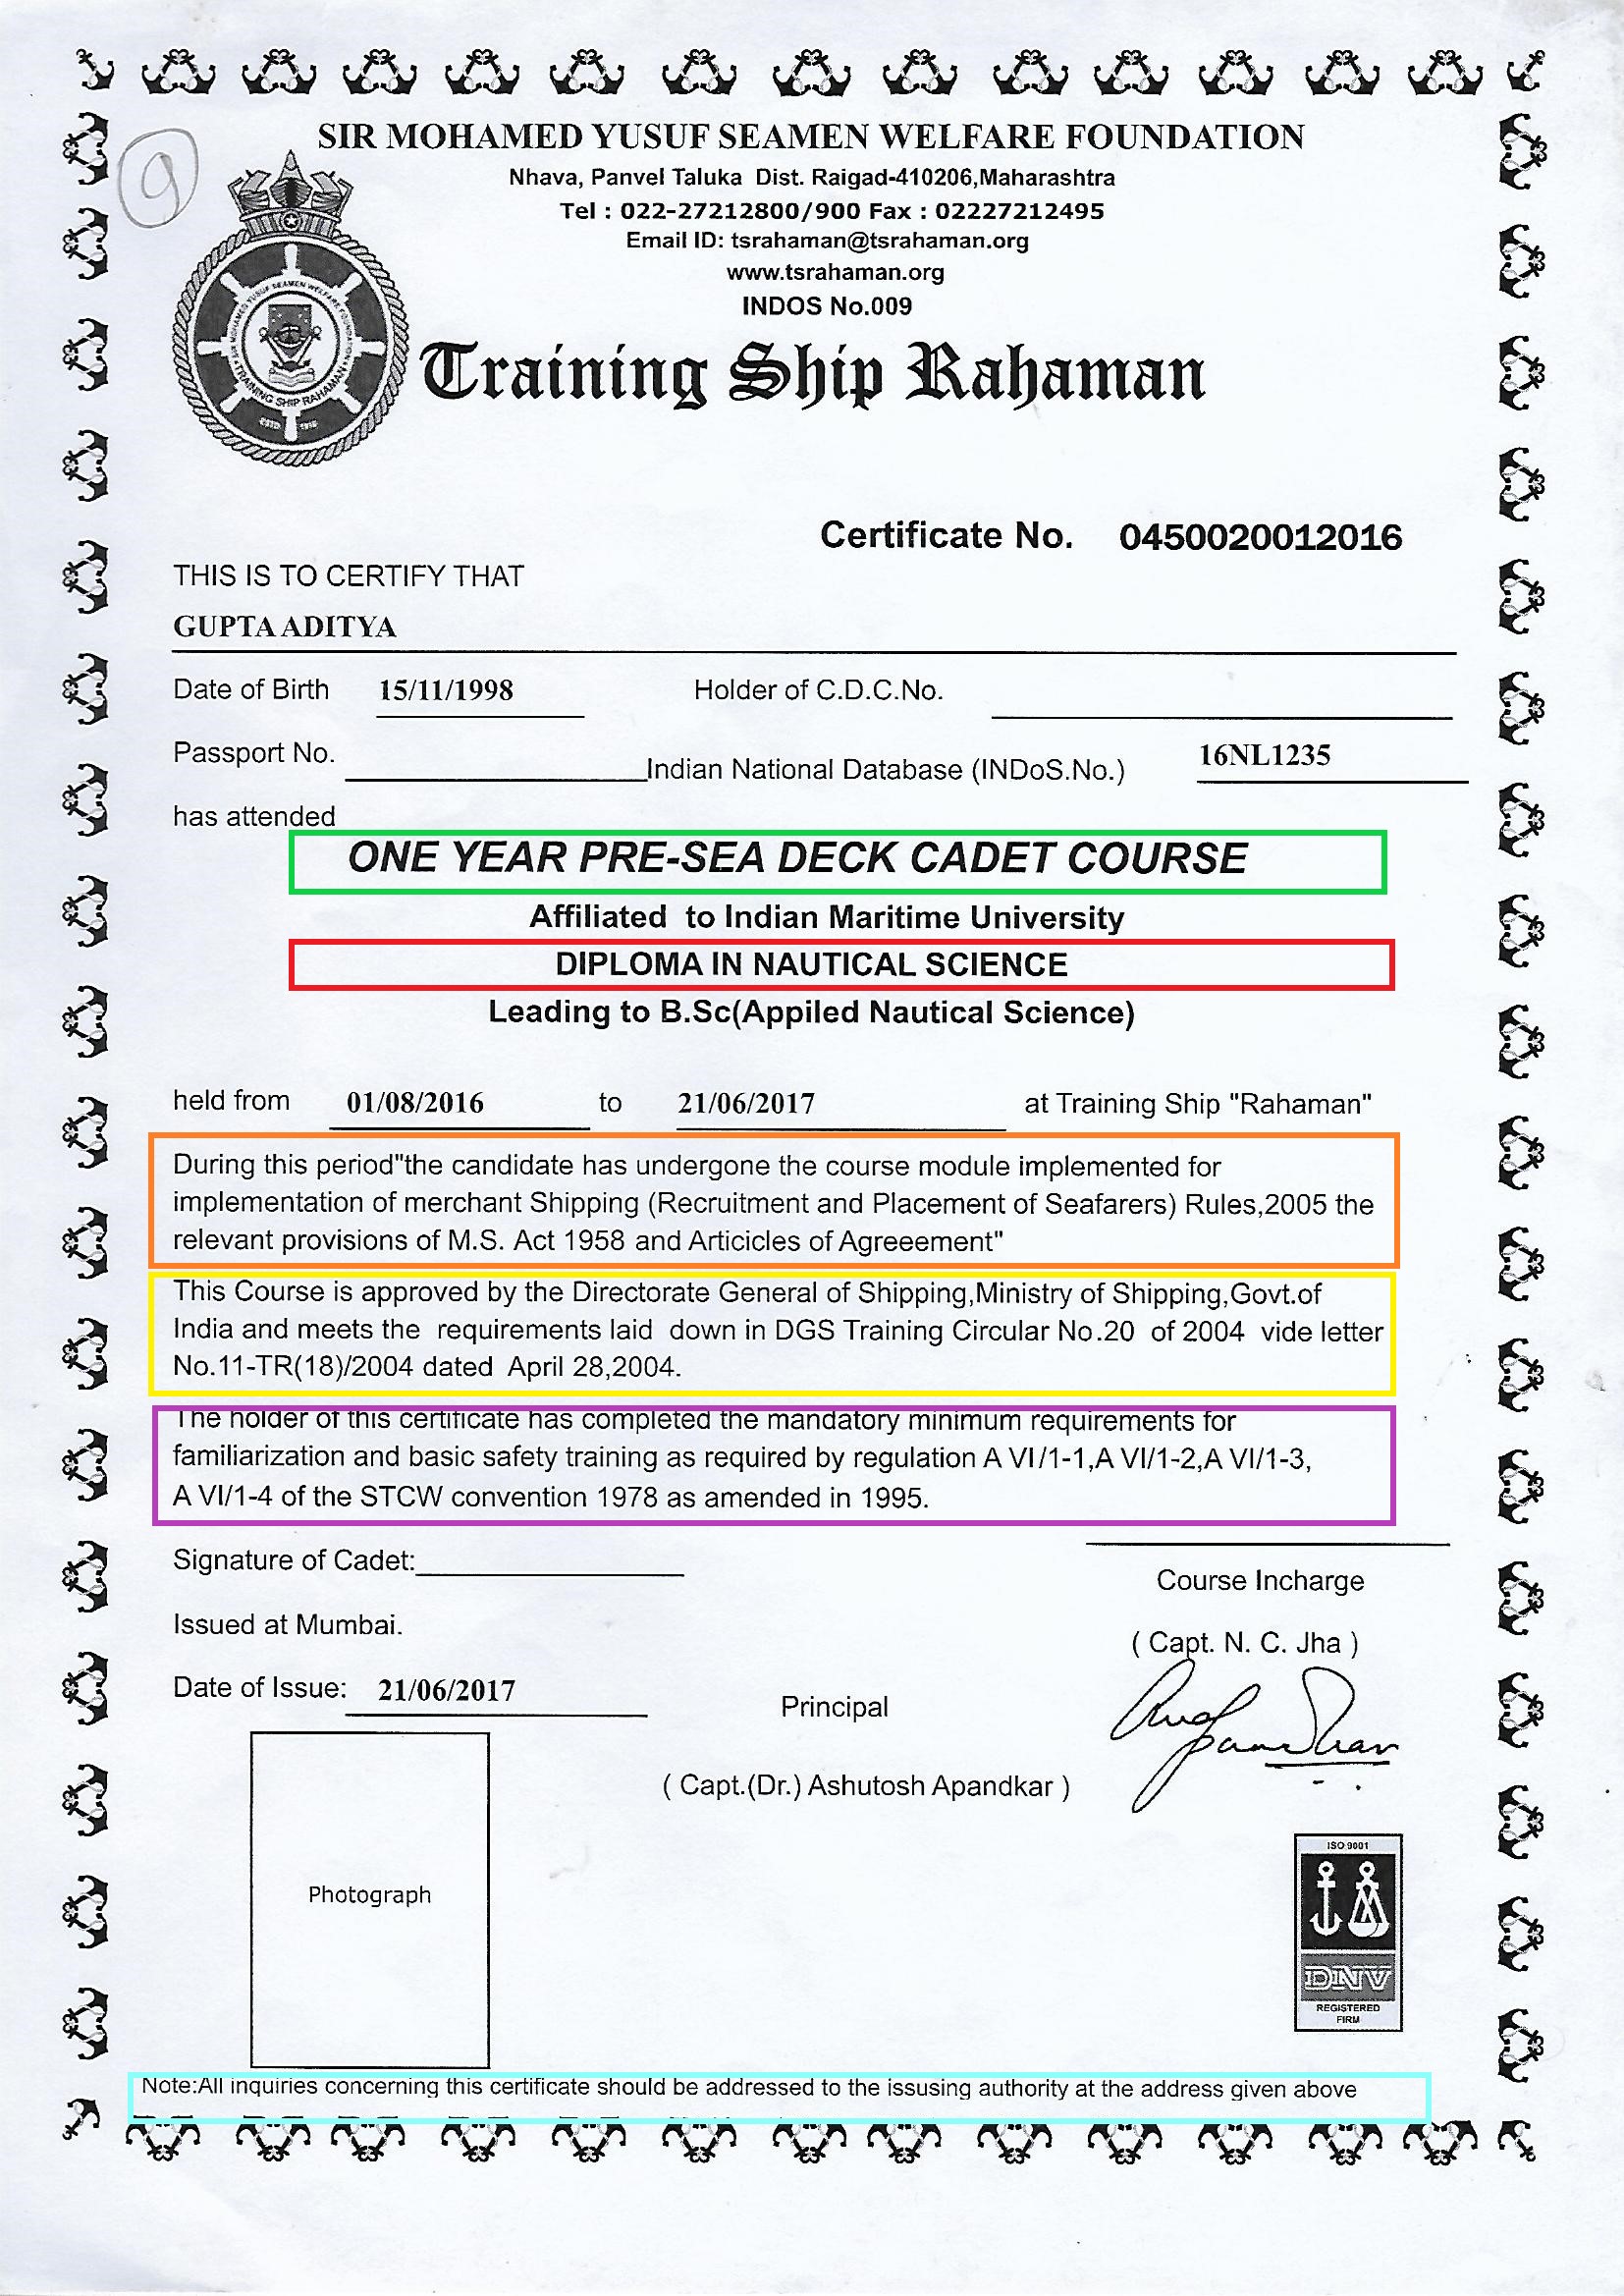 9
SIR MOHAMED YUSUF SEAMEN WELFARE FOUNDATION
Nhava, Panvel Taluka Dist. Raigad-410206,Maharashtra
Tel : 022-27212800/900 Fax : 02227212495
Email ID: tsrahaman@tsrahaman.org
www.tsrahaman.org
INDOS No.009
SIR MOHAMED YUSUF SEAMEN WELFARE FOUNDATION
TRAINING SHIP RAHAMAN
ESTD 1910
Training Ship Rahaman
Certificate No. 0450020012016
THIS IS TO CERTIFY THAT
GUPTA ADITYA
Date of Birth 15/11/1998 Holder of C.D.C.No.
Passport No. Indian National Database (INDoS.No.) 16NL1235
has attended
ONE YEAR PRE-SEA DECK CADET COURSE
Affiliated to Indian Maritime University
DIPLOMA IN NAUTICAL SCIENCE
Leading to B.Sc(Appiled Nautical Science)
held from 01/08/2016 to 21/06/2017 at Training Ship "Rahaman"
During this period"the candidate has undergone the course module implemented for
implementation of merchant Shipping (Recruitment and Placement of Seafarers) Rules,2005 the
relevant provisions of M.S. Act 1958 and Articicles of Agreeement"
This Course is approved by the Directorate General of Shipping,Ministry of Shipping,Govt.of
India and meets the requirements laid down in DGS Training Circular No.20 of 2004 vide letter
No.11-TR(18)/2004 dated April 28,2004.
The holder of this certificate has completed the mandatory minimum requirements for
familiarization and basic safety training as required by regulation A VI/1-1,A VI/1-2,A VI/1-3,
A VI/1-4 of the STCW convention 1978 as amended in 1995.
Signature of Cadet:
Course Incharge
Issued at Mumbai.
( Capt. N. C. Jha )
Date of Issue: 21/06/2017
Principal
( Capt.(Dr.) Ashutosh Apandkar )
Photograph
ISO 9001
DNV
REGISTERED
FIRM
Note:All inquiries concerning this certificate should be addressed to the issusing authority at the address given above